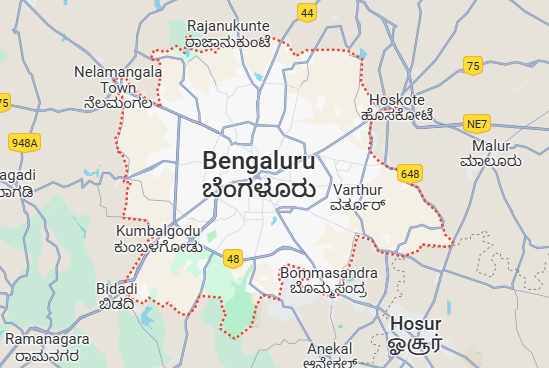 44
Rajanukunte
ರಾಜಾನುಕುಂಟೆ
Nelamangala
Town
ನೆಲಮಂಗಲ
75
Hoskote
ಹೊಸಕೋಟೆ
75
NE7
948A
Malur
ಮಾಲೂರು
Bengaluru
ಬೆಂಗಳೂರು
648
Varthur
ವರ್ತೂರ್
agadi
ಾಗಡಿ
Kumbalgodu
ಕುಂಬಳಗೋಡು
48
Bommasandra
ಬೊಮ್ಮಸಂದ್ರ
Bidadi
ಬಿಡದಿ
Hosur
ஓசூர்
Ramanagara
ರಾಮನಗರ
Anekal
ಆನೇಕಲ್